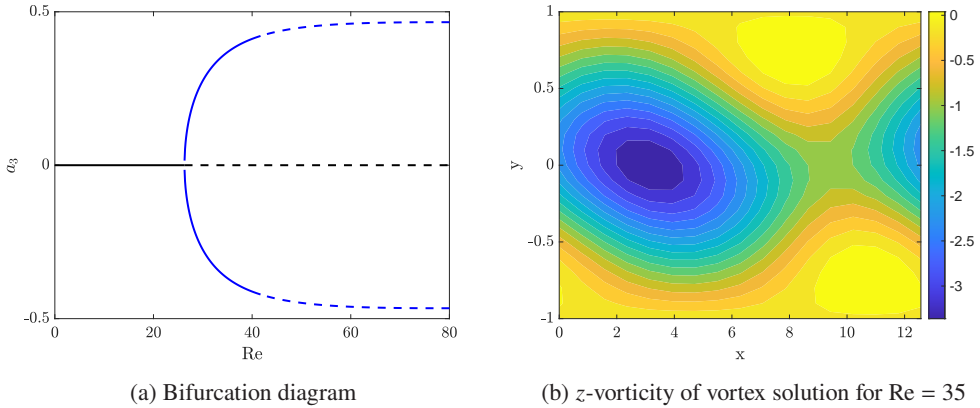 0.5
0
-0.5
a₃
0 20 40 60 80
Re
(a) Bifurcation diagram
1
0.5
0
-0.5
-1
y
0 2 4 6 8 10 12
x
0
-0.5
-1
-1.5
-2
-2.5
-3
(b) z-vorticity of vortex solution for Re = 35